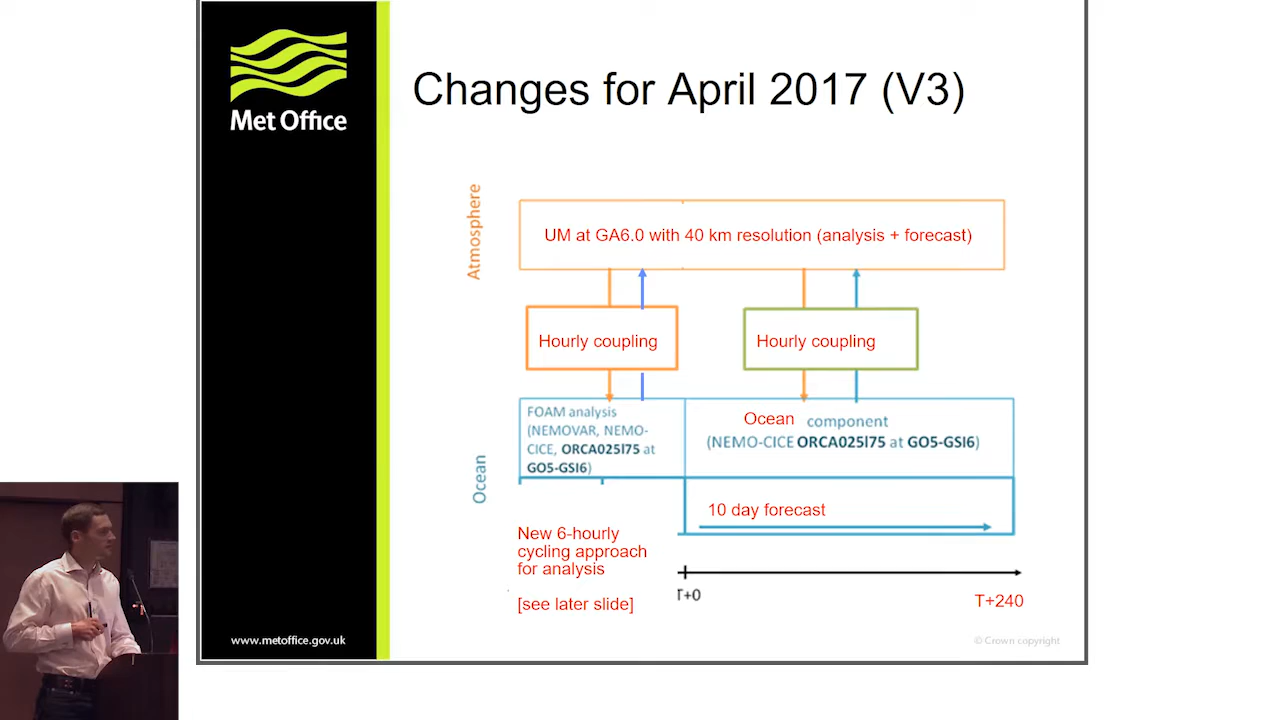 Met Office
Changes for April 2017 (V3)
Atmosphere
UM at GA6.0 with 40 km resolution (analysis + forecast)
Hourly coupling
Hourly coupling
Ocean
FOAM analysis
(NEMOVAR, NEMO-
CICE, ORCA025l75 at
GO5-GSI6)
Ocean component
(NEMO-CICE ORCA025l75 at GO5-GSI6)
10 day forecast
New 6-hourly
cycling approach
for analysis
[see later slide]
T+0
T+240
www.metoffice.gov.uk
© Crown copyright